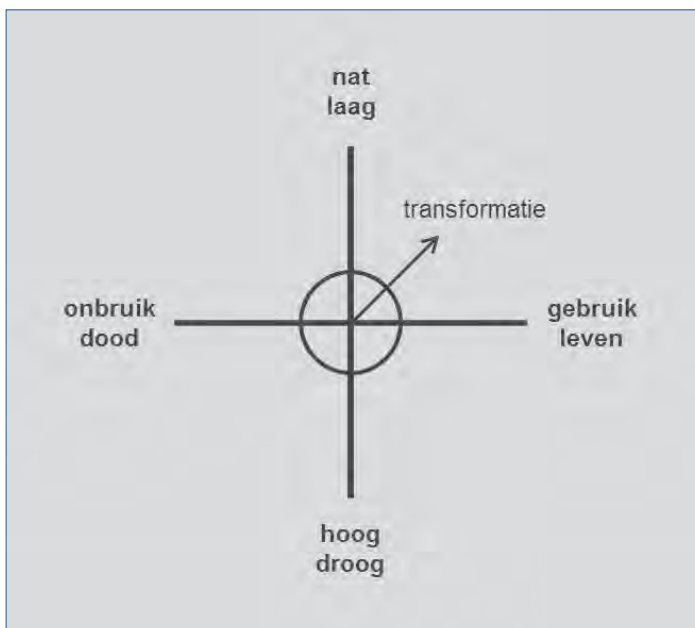 nat
laag
transformatie
onbruik
dood
gebruik
leven
hoog
droog